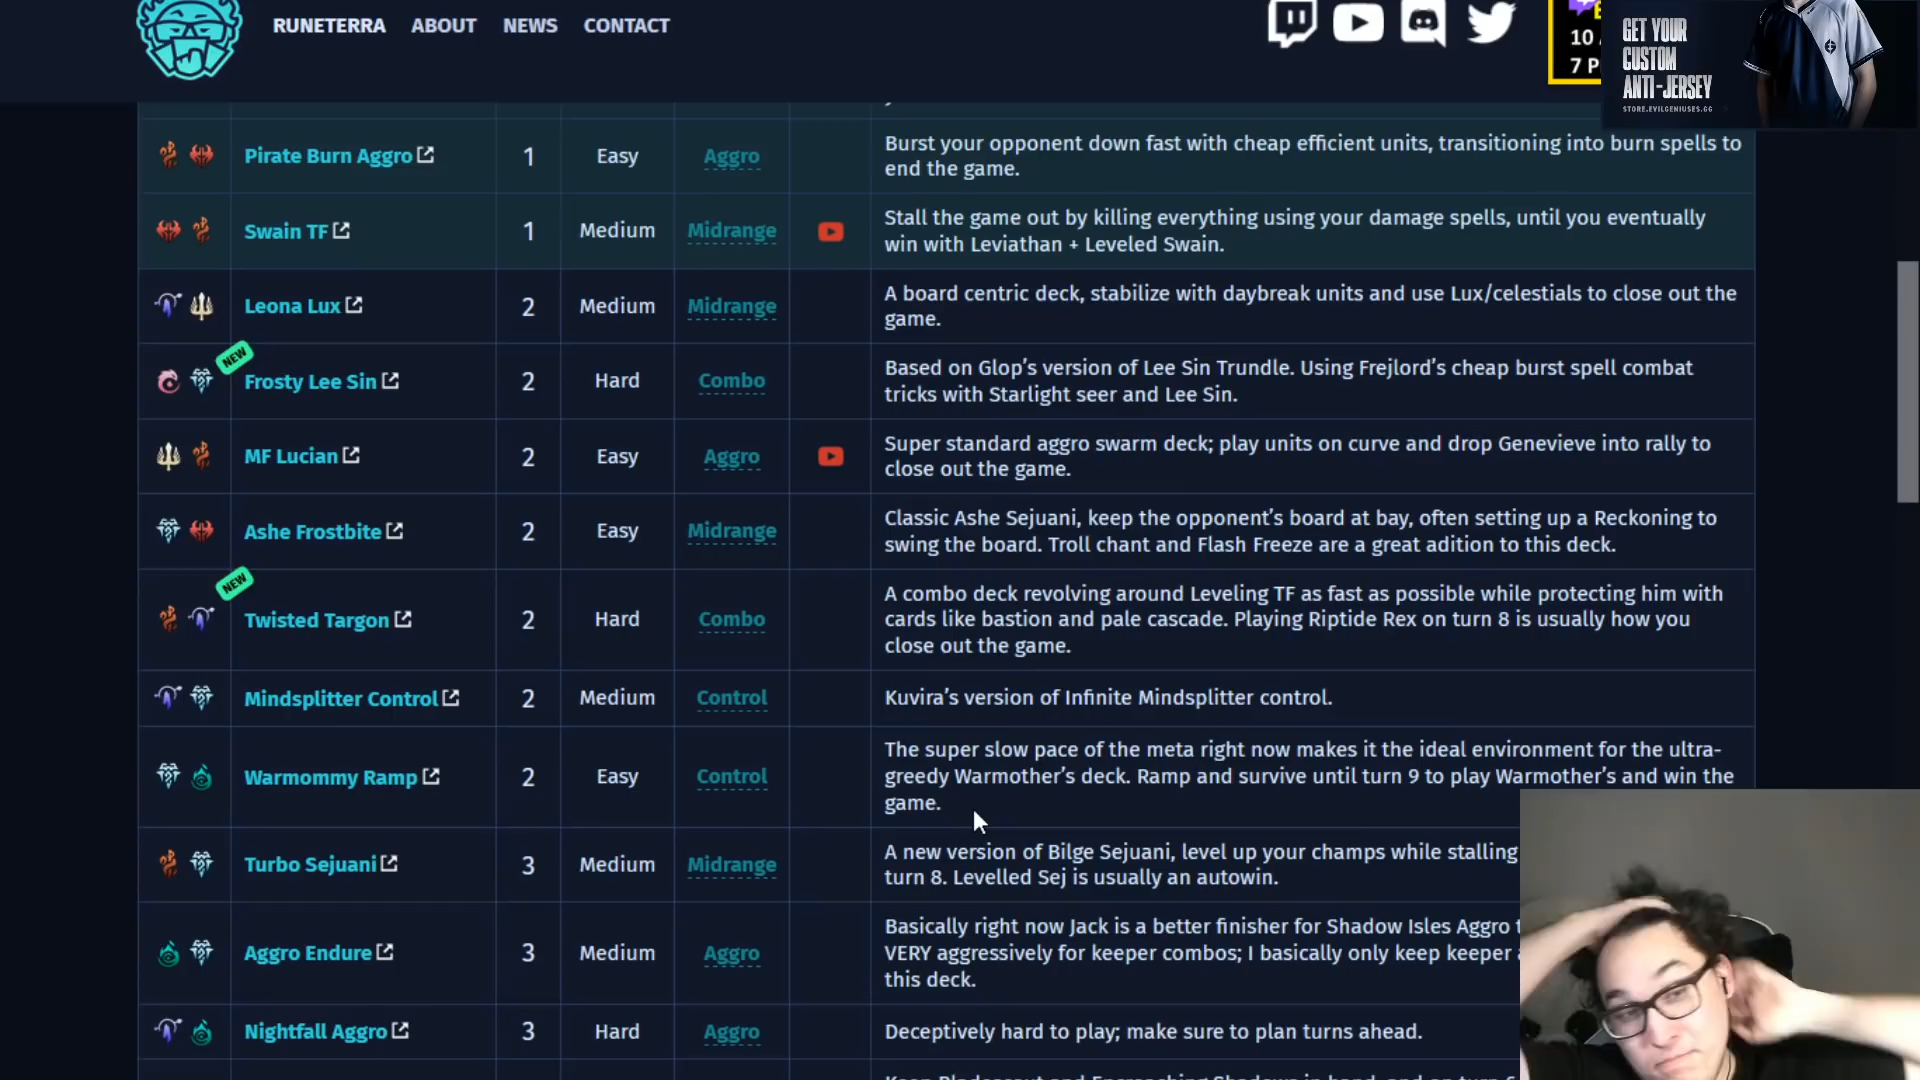 RUNETERRA ABOUT NEWS CONTACT
10
7 P
GET YOUR
CUSTOM
ANTI-JERSEY
STORE.EVILGENIUSES.GG
Pirate Burn Aggro 1 Easy Aggro Burst your opponent down fast with cheap efficient units, transitioning into burn spells to
end the game.
Swain TF 1 Medium Midrange Stall the game out by killing everything using your damage spells, until you eventually
win with Leviathan + Leveled Swain.
Leona Lux 2 Medium Midrange A board centric deck, stabilize with daybreak units and use Lux/celestials to close out the
game.
NEW
Frosty Lee Sin 2 Hard Combo Based on Glop's version of Lee Sin Trundle. Using Frejlord's cheap burst spell combat
tricks with Starlight seer and Lee Sin.
MF Lucian 2 Easy Aggro Super standard aggro swarm deck; play units on curve and drop Genevieve into rally to
close out the game.
Ashe Frostbite 2 Easy Midrange Classic Ashe Sejuani, keep the opponent's board at bay, often setting up a Reckoning to
swing the board. Troll chant and Flash Freeze are a great adition to this deck.
NEW
Twisted Targon 2 Hard Combo A combo deck revolving around Leveling TF as fast as possible while protecting him with
cards like bastion and pale cascade. Playing Riptide Rex on turn 8 is usually how you
close out the game.
Mindsplitter Control 2 Medium Control Kuvira's version of Infinite Mindsplitter control.
Warmommy Ramp 2 Easy Control The super slow pace of the meta right now makes it the ideal environment for the ultra-
greedy Warmother's deck. Ramp and survive until turn 9 to play Warmother's and win the
game.
Turbo Sejuani 3 Medium Midrange A new version of Bilge Sejuani, level up your champs while stalling
turn 8. Levelled Sej is usually an autowin.
Aggro Endure 3 Medium Aggro Basically right now Jack is a better finisher for Shadow Isles Aggro
VERY aggressively for keeper combos; I basically only keep keeper
this deck.
Nightfall Aggro 3 Hard Aggro Deceptively hard to play; make sure to plan turns ahead.